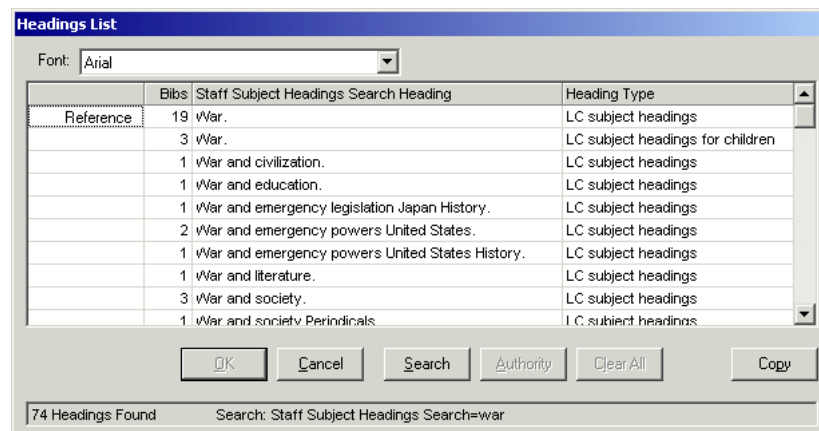 Headings List
Font: Arial
Bibs Staff Subject Headings Search Heading Heading Type
Reference 19 War. LC subject headings
3 War. LC subject headings for children
1 War and civilization. LC subject headings
1 War and education. LC subject headings
1 War and emergency legislation Japan History. LC subject headings
2 War and emergency powers United States. LC subject headings
1 War and emergency powers United States History. LC subject headings
1 War and literature. LC subject headings
3 War and society. LC subject headings
1 War and society Periodicals LC subject headings
OK Cancel Search Authority Clear All Copy
74 Headings Found Search: Staff Subject Headings Search=war